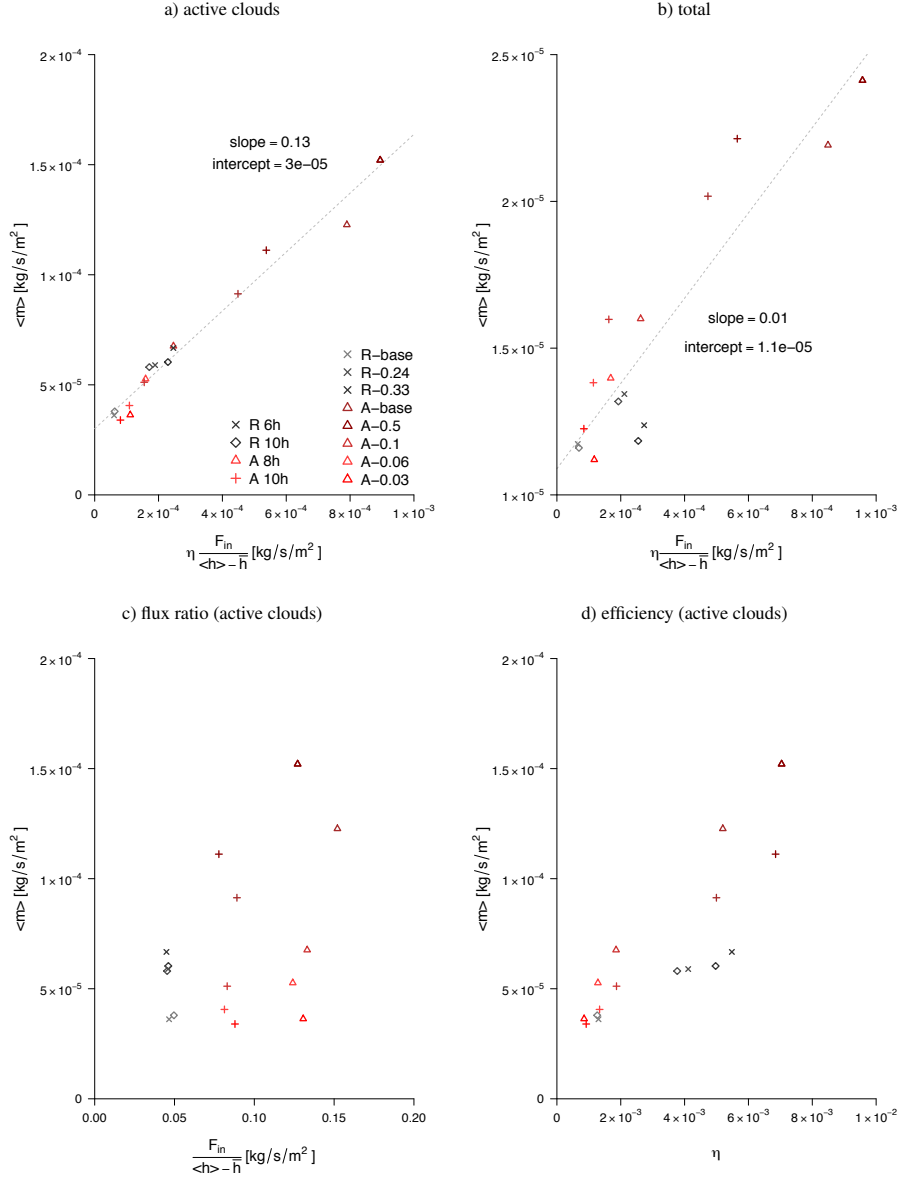 a) active clouds
2×10⁻⁴
1.5×10⁻⁴
1×10⁻⁴
5×10⁻⁵
0
<m> [kg/s/m²]
slope = 0.13
intercept = 3e−05
R 6h
R 10h
A 8h
A 10h
R−base
R−0.24
R−0.33
A−base
A−0.5
A−0.1
A−0.06
A−0.03
0 2×10⁻⁴ 4×10⁻⁴ 6×10⁻⁴ 8×10⁻⁴ 1×10⁻³
η F_in / <h> − h̄ [kg/s/m²]
b) total
2.5×10⁻⁵
2×10⁻⁵
1.5×10⁻⁵
1×10⁻⁵
<m> [kg/s/m²]
slope = 0.01
intercept = 1.1e−05
0 2×10⁻⁴ 4×10⁻⁴ 6×10⁻⁴ 8×10⁻⁴ 1×10⁻³
η F_in / <h> − h̄ [kg/s/m²]
c) flux ratio (active clouds)
2×10⁻⁴
1.5×10⁻⁴
1×10⁻⁴
5×10⁻⁵
0
<m> [kg/s/m²]
0.00 0.05 0.10 0.15 0.20
F_in / <h> − h̄ [kg/s/m²]
d) efficiency (active clouds)
2×10⁻⁴
1.5×10⁻⁴
1×10⁻⁴
5×10⁻⁵
0
<m> [kg/s/m²]
0 2×10⁻³ 4×10⁻³ 6×10⁻³ 8×10⁻³ 1×10⁻²
η